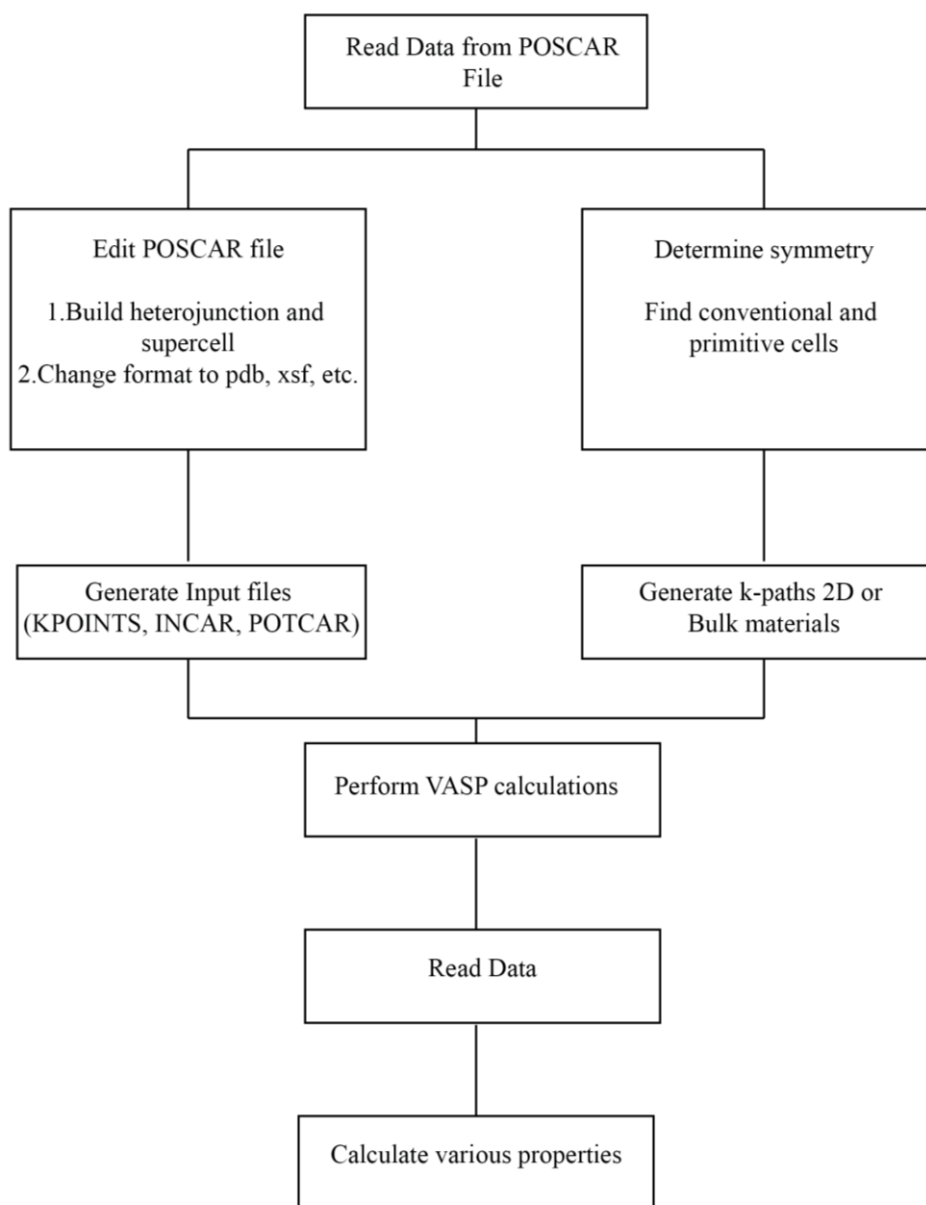 Read Data from POSCAR
File
Edit POSCAR file
1.Build heterojunction and
supercell
2.Change format to pdb, xsf, etc.
Determine symmetry
Find conventional and
primitive cells
Generate Input files
(KPOINTS, INCAR, POTCAR)
Generate k-paths 2D or
Bulk materials
Perform VASP calculations
Read Data
Calculate various properties